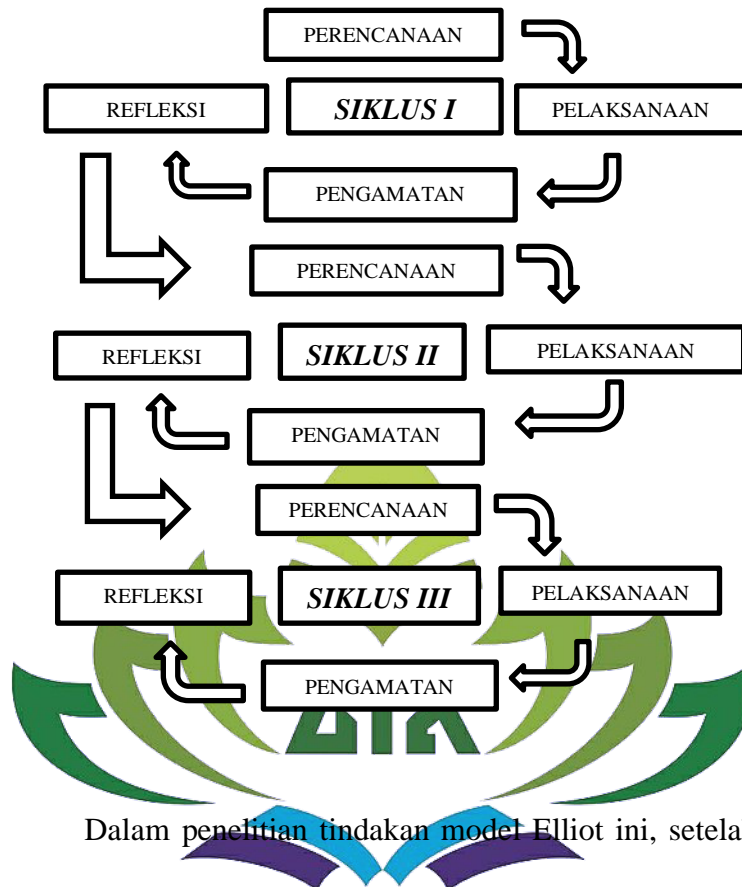 PERENCANAAN
REFLEKSI SIKLUS I PELAKSANAAN
PENGAMATAN
PERENCANAAN
REFLEKSI SIKLUS II PELAKSANAAN
PENGAMATAN
PERENCANAAN
REFLEKSI SIKLUS III PELAKSANAAN
PENGAMATAN
Dalam penelitian tindakan model Elliot ini,